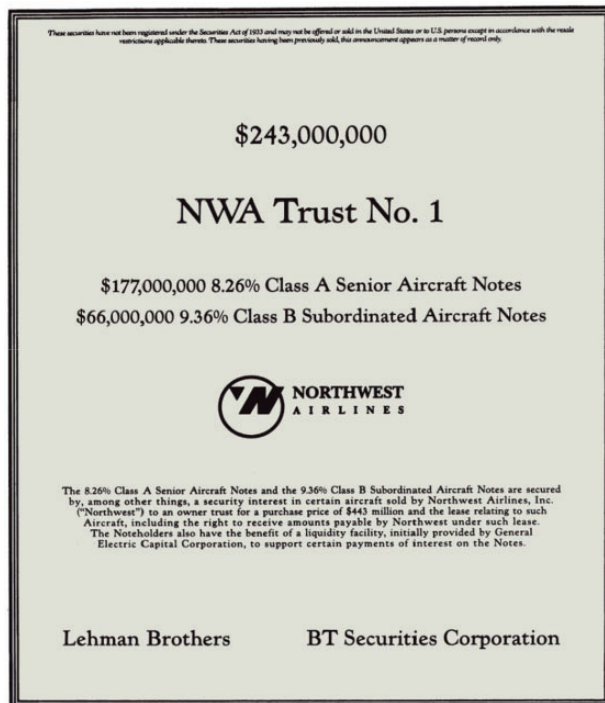 These securities have not been registered under the Securities Act of 1933 and may not be offered or sold in the United States or to U.S. persons except in accordance with the resale
restrictions applicable thereto. These securities having been previously sold, this announcement appears as a matter of record only.
$243,000,000
NWA Trust No. 1
$177,000,000 8.26% Class A Senior Aircraft Notes
$66,000,000 9.36% Class B Subordinated Aircraft Notes
NORTHWEST
AIRLINES
The 8.26% Class A Senior Aircraft Notes and the 9.36% Class B Subordinated Aircraft Notes are secured
by, among other things, a security interest in certain aircraft sold by Northwest Airlines, Inc.
("Northwest") to an owner trust for a purchase price of $443 million and the lease relating to such
Aircraft, including the right to receive amounts payable by Northwest under such lease.
The Noteholders also have the benefit of a liquidity facility, initially provided by General
Electric Capital Corporation, to support certain payments of interest on the Notes.
Lehman Brothers BT Securities Corporation